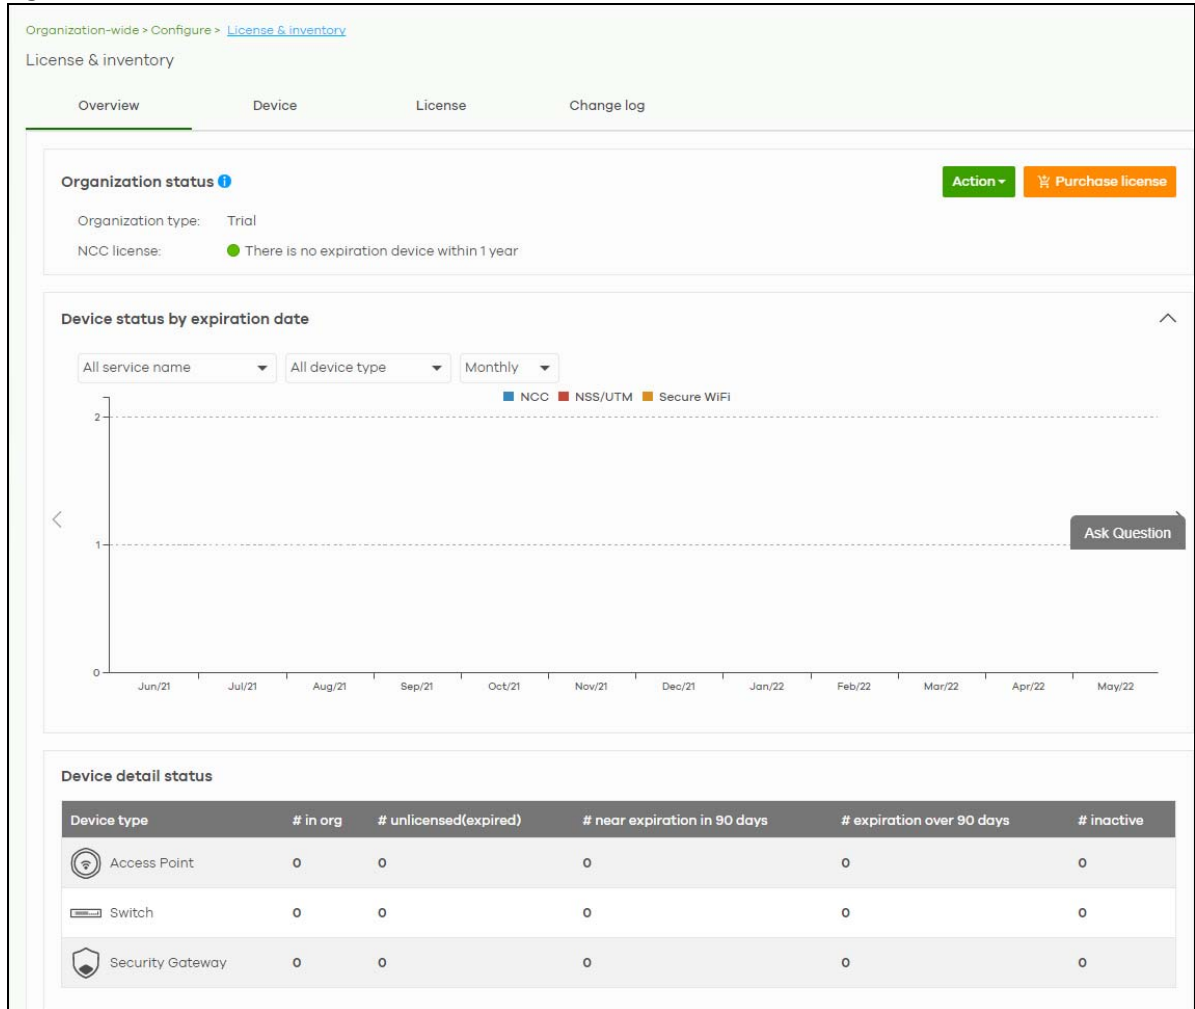 Organization-wide > Configure > License & inventory
License & inventory
Overview Device License Change log
Organization status
Action
Purchase license
Organization type: Trial
NCC license: There is no expiration device within 1 year
Device status by expiration date
All service name All device type Monthly
NCC NSS/UTM Secure WiFi
2
1
0
Ask Question
Jun/21 Jul/21 Aug/21 Sep/21 Oct/21 Nov/21 Dec/21 Jan/22 Feb/22 Mar/22 Apr/22 May/22
Device detail status
Device type # in org # unlicensed(expired) # near expiration in 90 days # expiration over 90 days # inactive
Access Point 0 0 0 0 0
Switch 0 0 0 0 0
Security Gateway 0 0 0 0 0